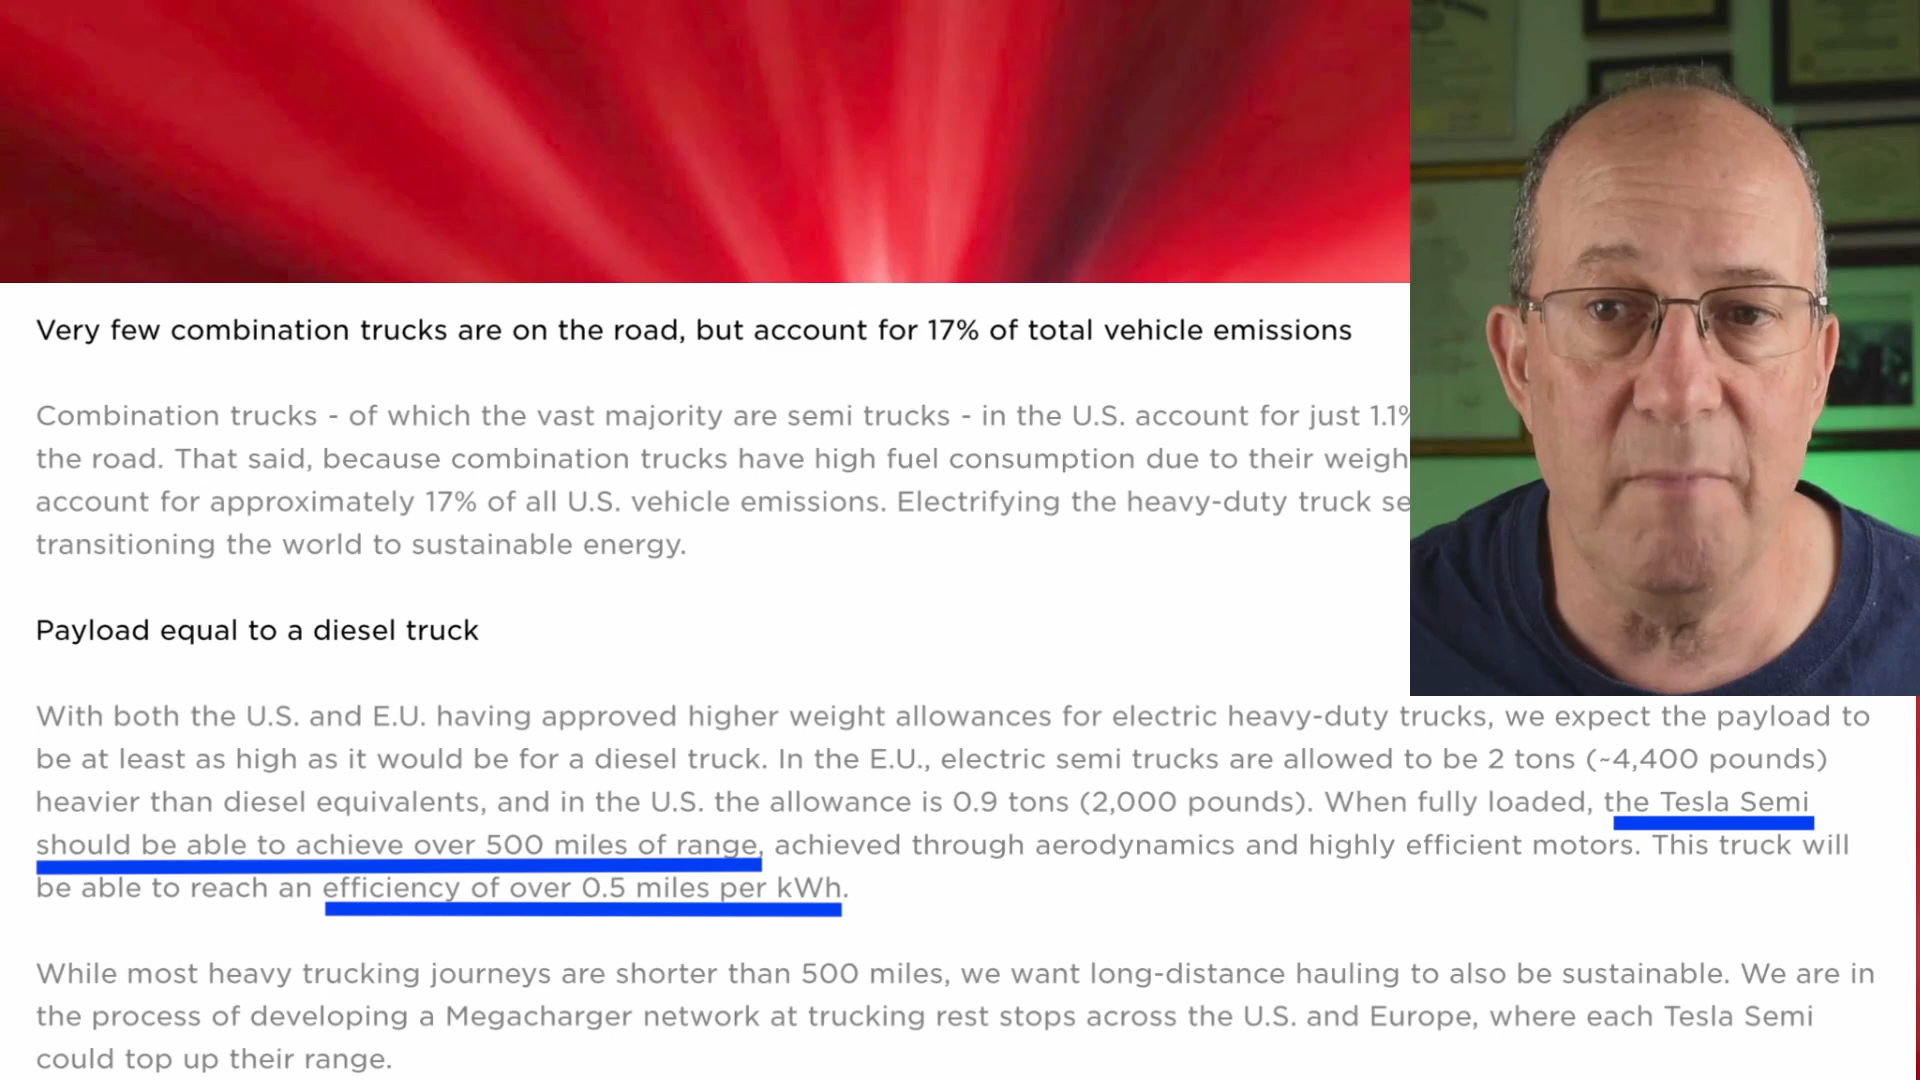 Very few combination trucks are on the road, but account for 17% of total vehicle emissions
Combination trucks - of which the vast majority are semi trucks - in the U.S. account for just 1.1%
the road. That said, because combination trucks have high fuel consumption due to their weigh
account for approximately 17% of all U.S. vehicle emissions. Electrifying the heavy-duty truck se
transitioning the world to sustainable energy.
Payload equal to a diesel truck
With both the U.S. and E.U. having approved higher weight allowances for electric heavy-duty trucks, we expect the payload to
be at least as high as it would be for a diesel truck. In the E.U., electric semi trucks are allowed to be 2 tons (~4,400 pounds)
heavier than diesel equivalents, and in the U.S. the allowance is 0.9 tons (2,000 pounds). When fully loaded, the Tesla Semi
should be able to achieve over 500 miles of range, achieved through aerodynamics and highly efficient motors. This truck will
be able to reach an efficiency of over 0.5 miles per kWh.
While most heavy trucking journeys are shorter than 500 miles, we want long-distance hauling to also be sustainable. We are in
the process of developing a Megacharger network at trucking rest stops across the U.S. and Europe, where each Tesla Semi
could top up their range.